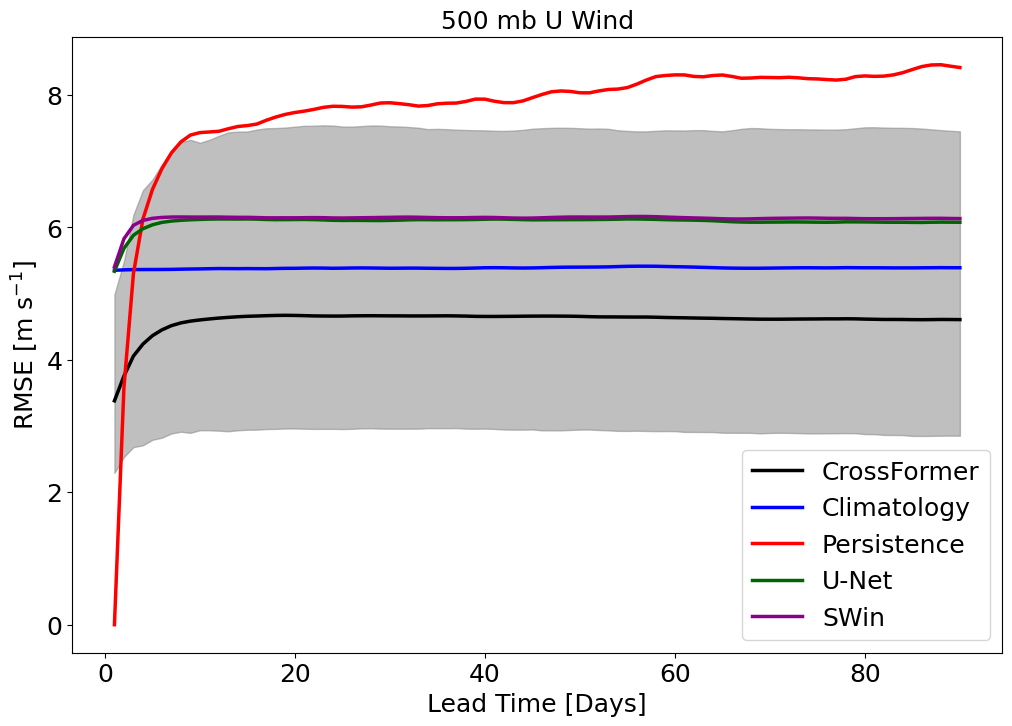 500 mb U Wind
RMSE [m s⁻¹]
8
6
4
2
0
0 20 40 60 80
Lead Time [Days]
CrossFormer
Climatology
Persistence
U-Net
SWin